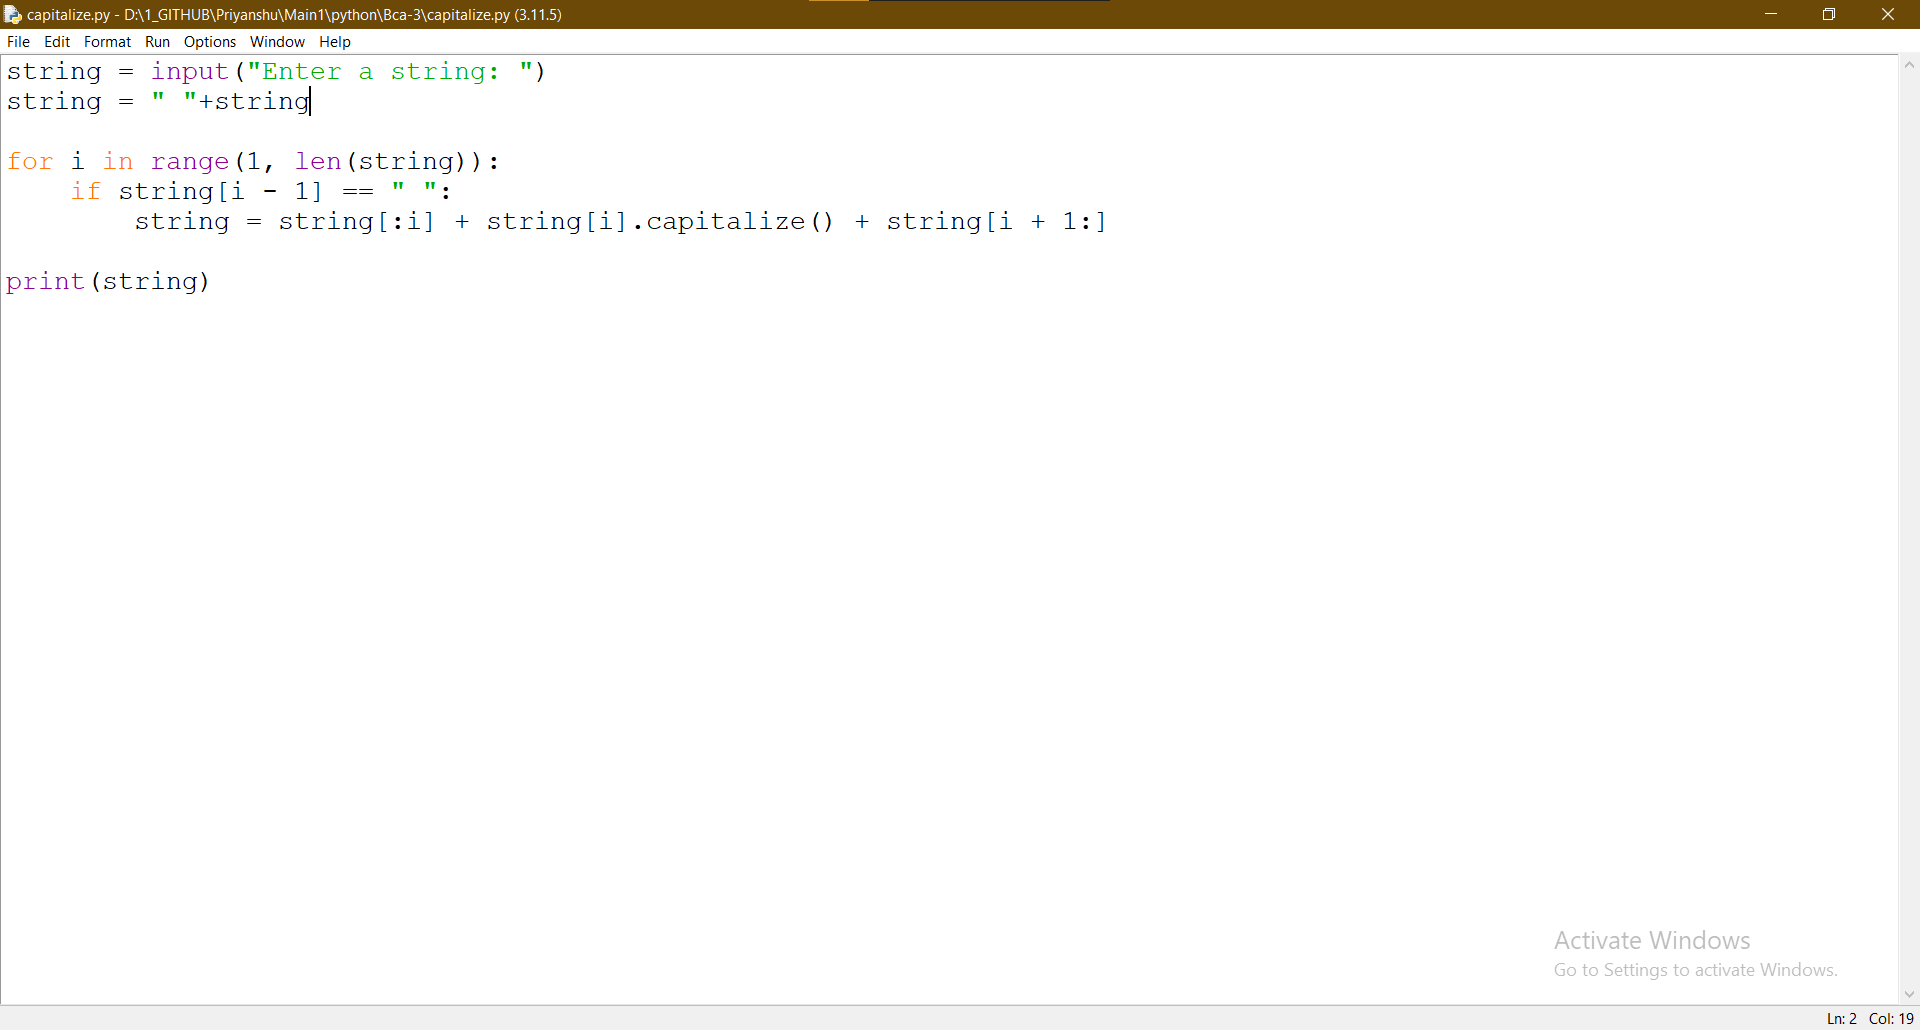 capitalize.py - D:\1_GITHUB\Priyanshu\Main1\python\Bca-3\capitalize.py (3.11.5)
File Edit Format Run Options Window Help
string = input("Enter a string: ")
string = " "+string
for i in range(1, len(string)):
    if string[i - 1] == " ":
        string = string[:i] + string[i].capitalize() + string[i + 1:]
print(string)
Activate Windows
Go to Settings to activate Windows.
Ln: 2 Col: 19